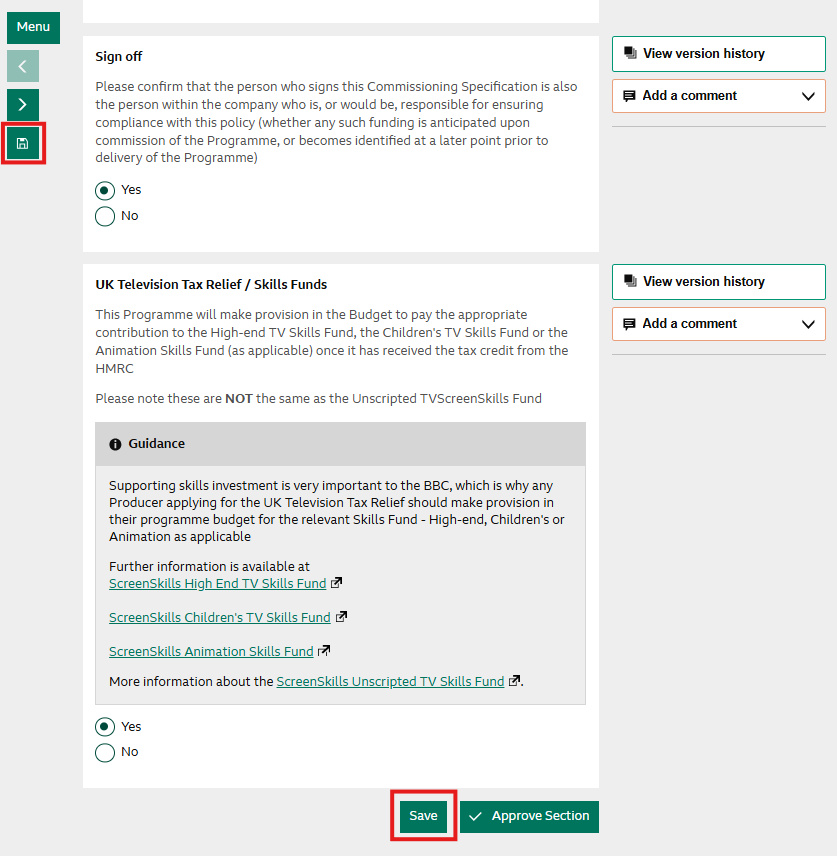 Menu
Sign off
Please confirm that the person who signs this Commissioning Specification is also
the person within the company who is, or would be, responsible for ensuring
compliance with this policy (whether any such funding is anticipated upon
commission of the Programme, or becomes identified at a later point prior to
delivery of the Programme)
Yes
No
View version history
Add a comment
UK Television Tax Relief / Skills Funds
This Programme will make provision in the Budget to pay the appropriate
contribution to the High-end TV Skills Fund, the Children's TV Skills Fund or the
Animation Skills Fund (as applicable) once it has received the tax credit from the
HMRC
Please note these are NOT the same as the Unscripted TVScreenSkills Fund
Guidance
Supporting skills investment is very important to the BBC, which is why any
Producer applying for the UK Television Tax Relief should make provision in
their programme budget for the relevant Skills Fund - High-end, Children's or
Animation as applicable
Further information is available at
ScreenSkills High End TV Skills Fund
ScreenSkills Children's TV Skills Fund
ScreenSkills Animation Skills Fund
More information about the ScreenSkills Unscripted TV Skills Fund.
Yes
No
View version history
Add a comment
Save
Approve Section